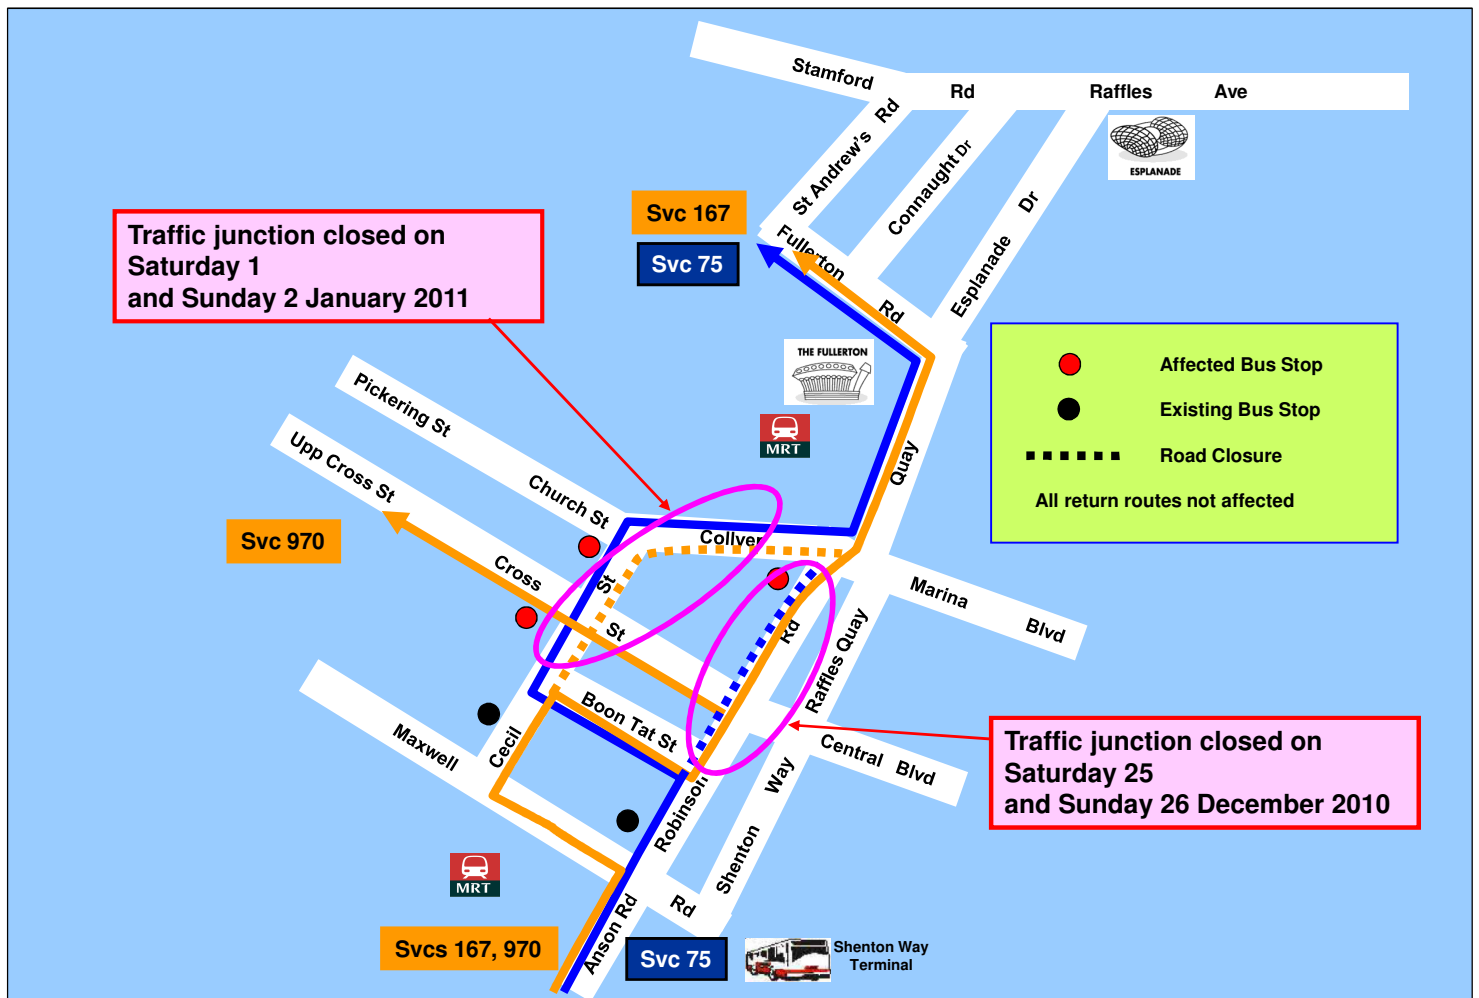 Stamford Rd Raffles Ave
St Andrew's Rd
Connaught Dr
Esplanade Dr
ESPLANADE
Svc 167
Svc 75
Fullerton Rd
Traffic junction closed on
Saturday 1
and Sunday 2 January 2011
THE FULLERTON
MRT
Affected Bus Stop
Existing Bus Stop
Road Closure
All return routes not affected
Pickering St
Upp Cross St
Church St
Svc 970
Cross St
Collyer
Quay
St
Marina Blvd
Rd
Raffles Quay
Boon Tat St
Maxwell
Cecil
Central Blvd
Robinson
Shenton Way
Traffic junction closed on
Saturday 25
and Sunday 26 December 2010
MRT
Rd
Anson Rd
Svcs 167, 970
Svc 75
Shenton Way
Terminal